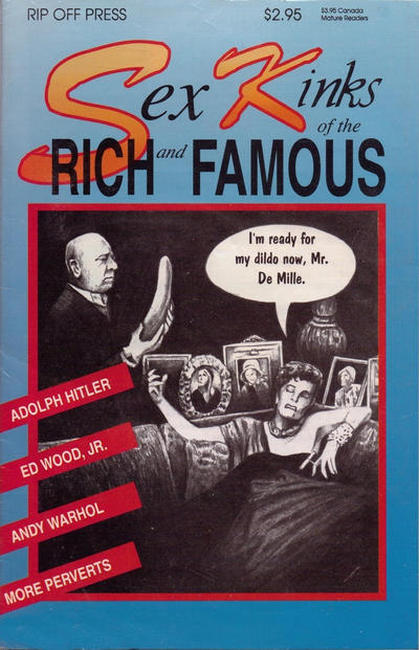 RIP OFF PRESS
$2.95
$3.95 Canada
Mature Readers
Sex Kinks
of the
RICH and FAMOUS
I'm ready for
my dildo now, Mr.
De Mille.
ADOLPH HITLER
ED WOOD, JR.
ANDY WARHOL
MORE PERVERTS